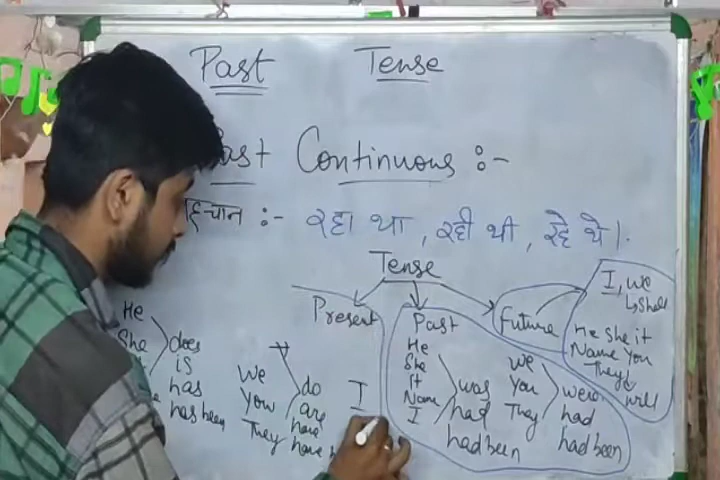 Past Tense
Past Continuous :-
पहचान :- रहा था, रही थी, रहे थे।
Tense
Present
Past
Future
I, we
↳ Shall
He She it
Name You
They
will
He
She
does
is
has
has been
We
You
They
do
are
have
have
I
He
She
It
Name
I
was
had
had been
We
You
They
were
had
had been